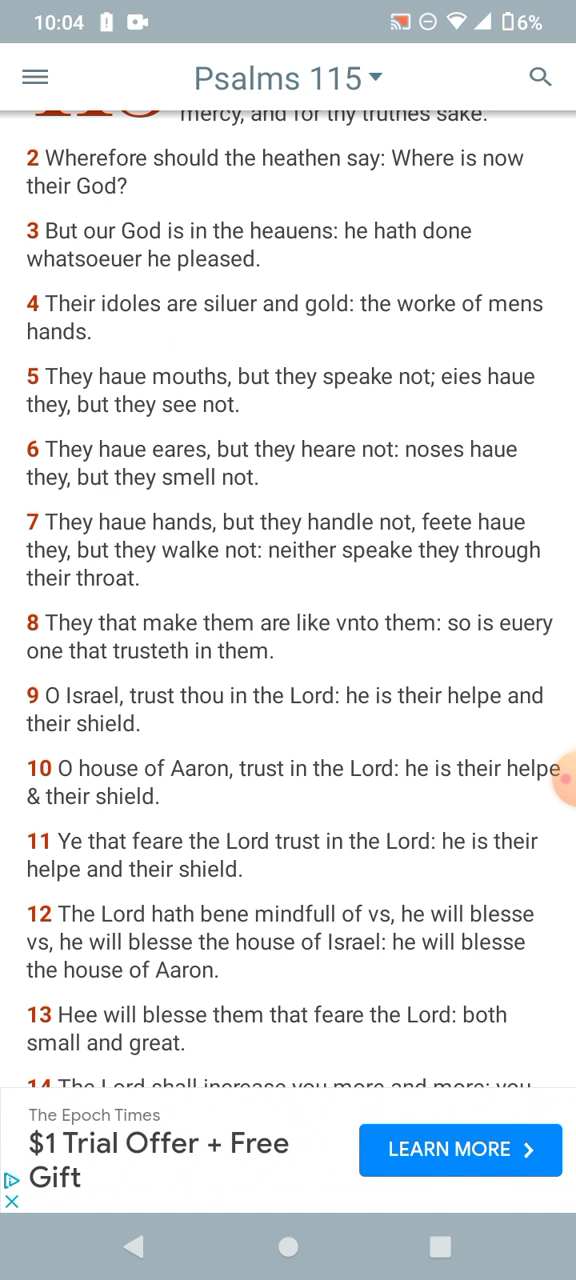 10:04
6%
Psalms 115
mercy, and for thy truthes sake.
2 Wherefore should the heathen say: Where is now
their God?
3 But our God is in the heauens: he hath done
whatsoeuer he pleased.
4 Their idoles are siluer and gold: the worke of mens
hands.
5 They haue mouths, but they speake not; eies haue
they, but they see not.
6 They haue eares, but they heare not: noses haue
they, but they smell not.
7 They haue hands, but they handle not, feete haue
they, but they walke not: neither speake they through
their throat.
8 They that make them are like vnto them: so is euery
one that trusteth in them.
9 O Israel, trust thou in the Lord: he is their helpe and
their shield.
10 O house of Aaron, trust in the Lord: he is their helpe
& their shield.
11 Ye that feare the Lord trust in the Lord: he is their
helpe and their shield.
12 The Lord hath bene mindfull of vs, he will blesse
vs, he will blesse the house of Israel: he will blesse
the house of Aaron.
13 Hee will blesse them that feare the Lord: both
small and great.
14 The Lord shall increase you more and more: you
The Epoch Times
$1 Trial Offer + Free
Gift
LEARN MORE